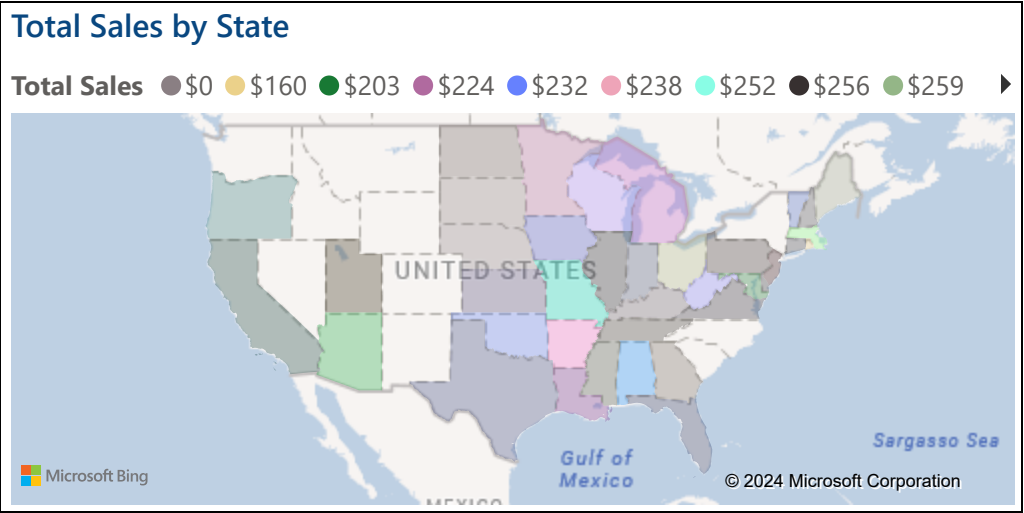 Total Sales by State
Total Sales $0 $160 $203 $224 $232 $238 $252 $256 $259
UNITED STATES
Sargasso Sea
Gulf of
Mexico
Microsoft Bing
© 2024 Microsoft Corporation
MEXICO